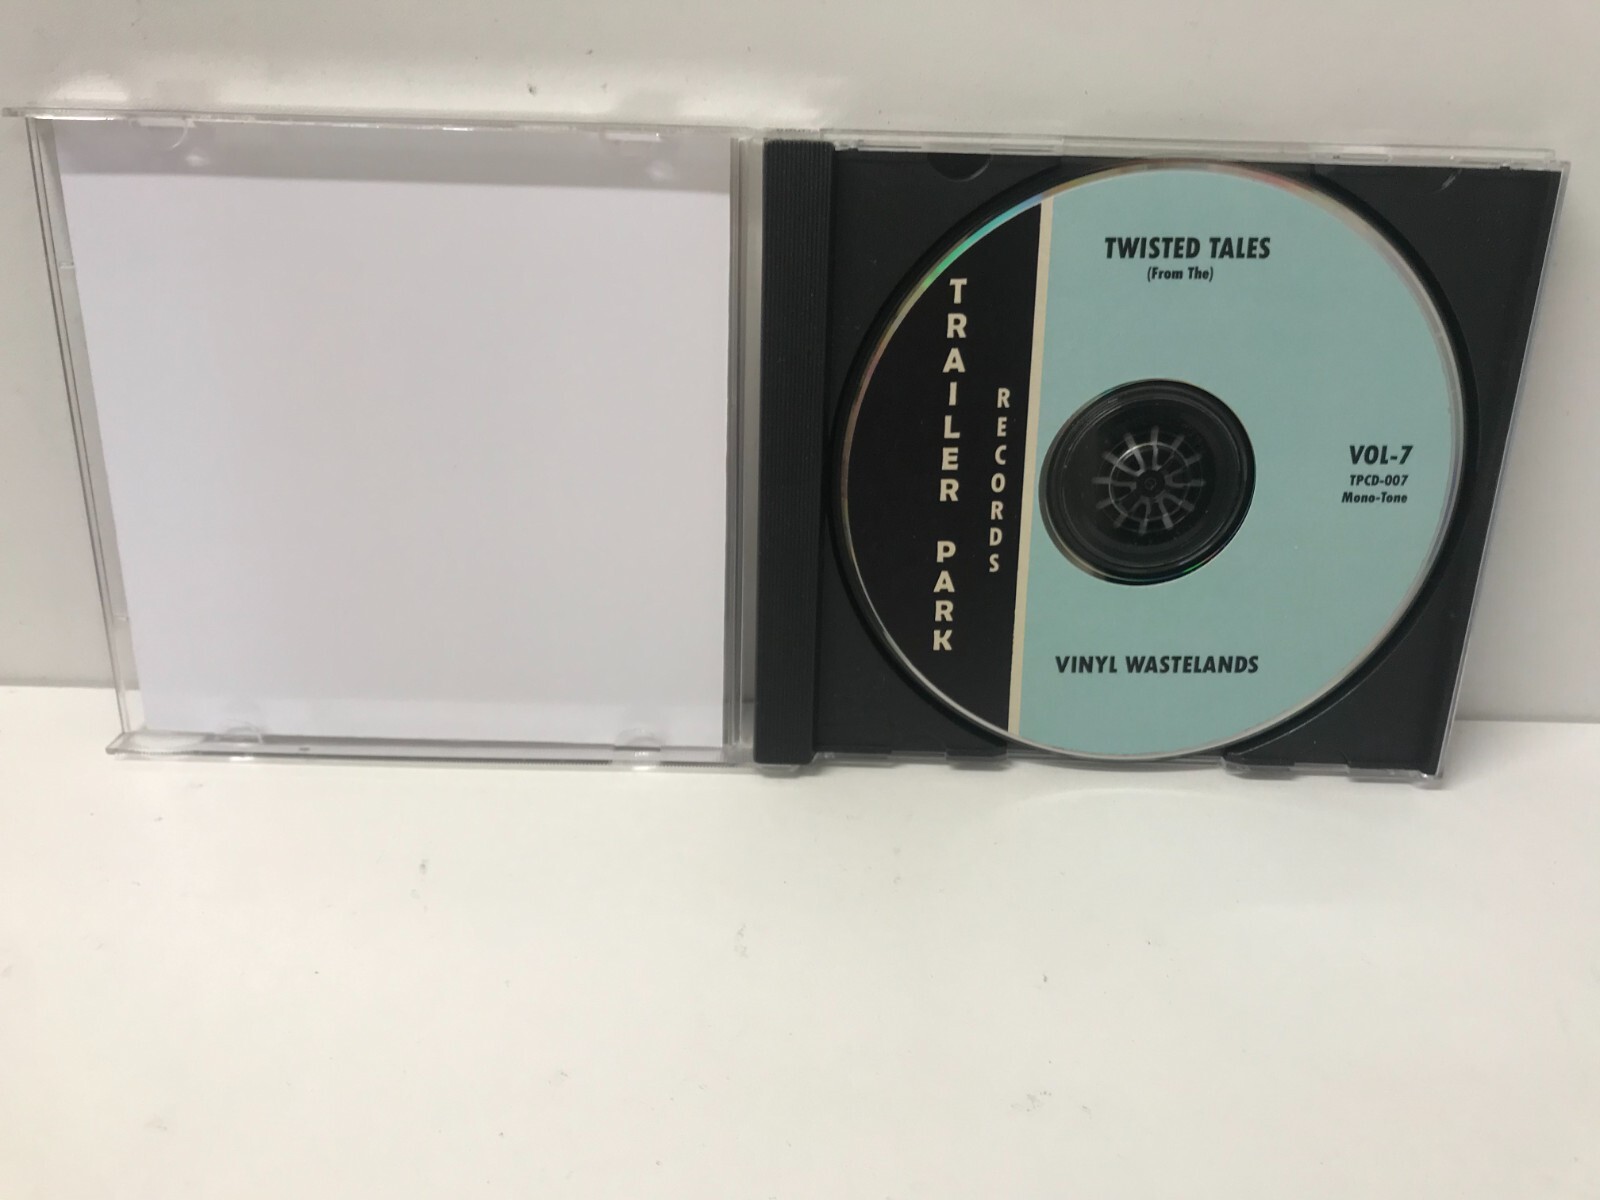 TWISTED TALES
(From The)
TRAILER PARK
RECORDS
VOL-7
TPCD-007
Mono-Tone
VINYL WASTELANDS